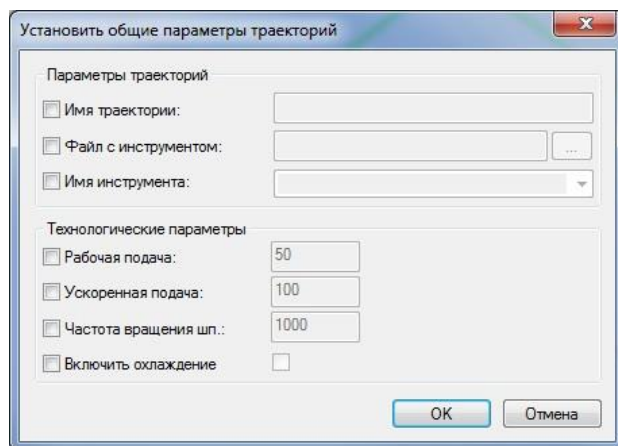 Установить общие параметры траекторий
Параметры траекторий
Имя траектории:
Файл с инструментом:
...
Имя инструмента:
Технологические параметры
Рабочая подача: 50
Ускоренная подача: 100
Частота вращения шп.: 1000
Включить охлаждение
OK Отмена